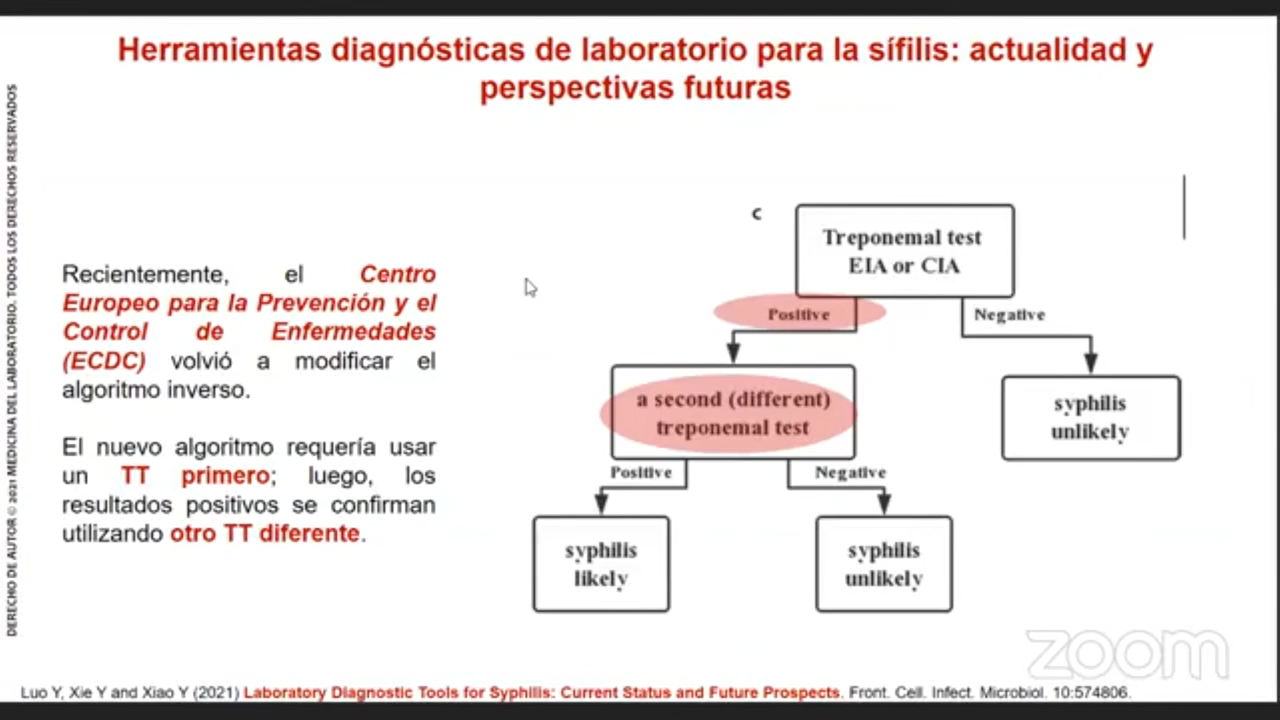 Herramientas diagnósticas de laboratorio para la sífilis: actualidad y
perspectivas futuras
DERECHO DE AUTOR © 2021 MEDICINA DEL LABORATORIO. TODOS LOS DERECHOS RESERVADOS
Recientemente, el Centro
Europeo para la Prevención y el
Control de Enfermedades
(ECDC) volvió a modificar el
algoritmo inverso.
El nuevo algoritmo requería usar
un TT primero; luego, los
resultados positivos se confirman
utilizando otro TT diferente.
c
Treponemal test
EIA or CIA
Positive
Negative
a second (different)
treponemal test
syphilis
unlikely
Positive
Negative
syphilis
likely
syphilis
unlikely
zoom
Luo Y, Xie Y and Xiao Y (2021) Laboratory Diagnostic Tools for Syphilis: Current Status and Future Prospects. Front. Cell. Infect. Microbiol. 10:574806.